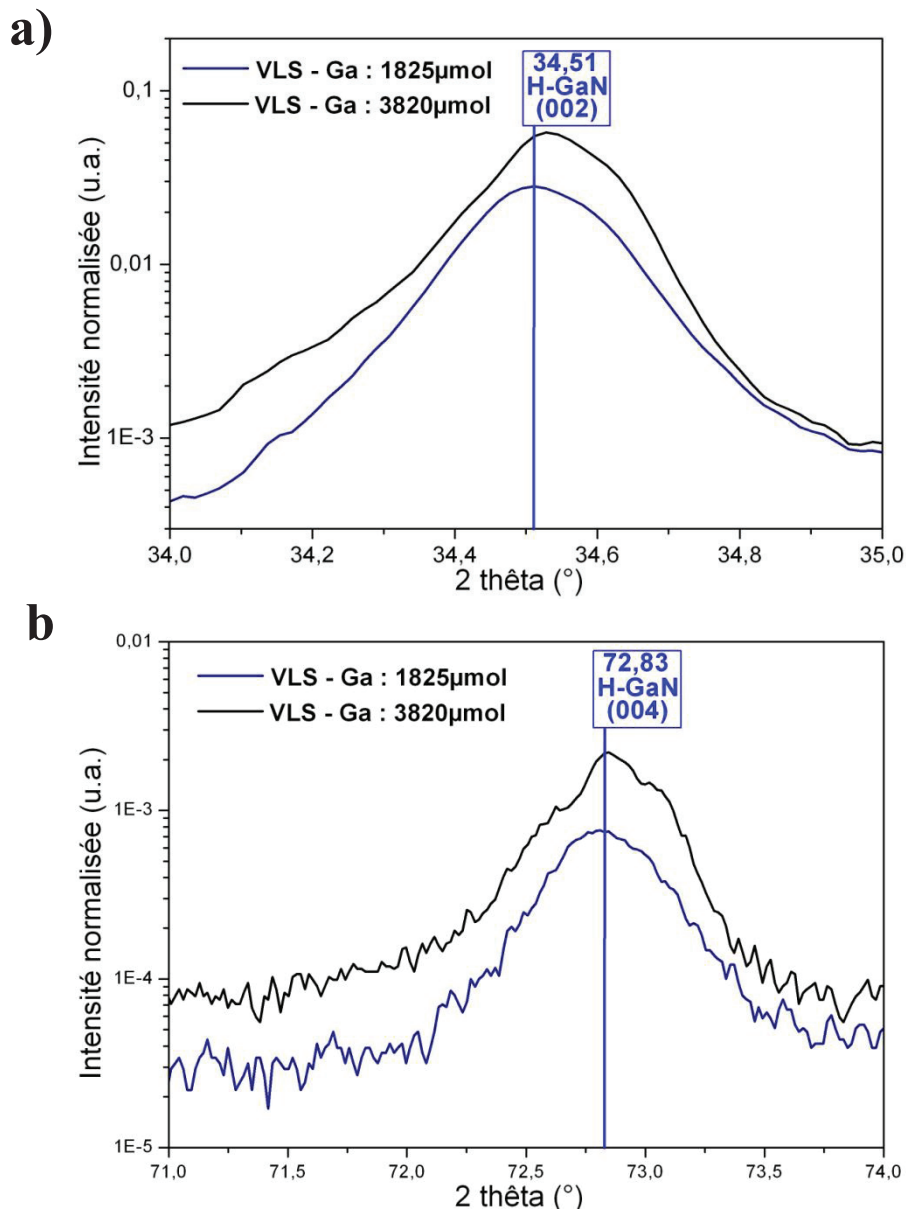 a)
VLS - Ga : 1825µmol
VLS - Ga : 3820µmol
34,51
H-GaN
(002)
Intensité normalisée (u.a.)
0,1
0,01
1E-3
34,0 34,2 34,4 34,6 34,8 35,0
2 thêta (°)
b
VLS - Ga : 1825µmol
VLS - Ga : 3820µmol
72,83
H-GaN
(004)
Intensité normalisée (u.a.)
0,01
1E-3
1E-4
1E-5
71,0 71,5 72,0 72,5 73,0 73,5 74,0
2 thêta (°)